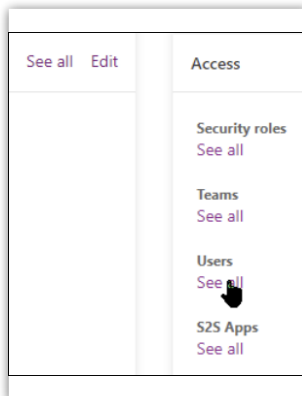 See all Edit
Access
Security roles
See all
Teams
See all
Users
See all
S2S Apps
See all